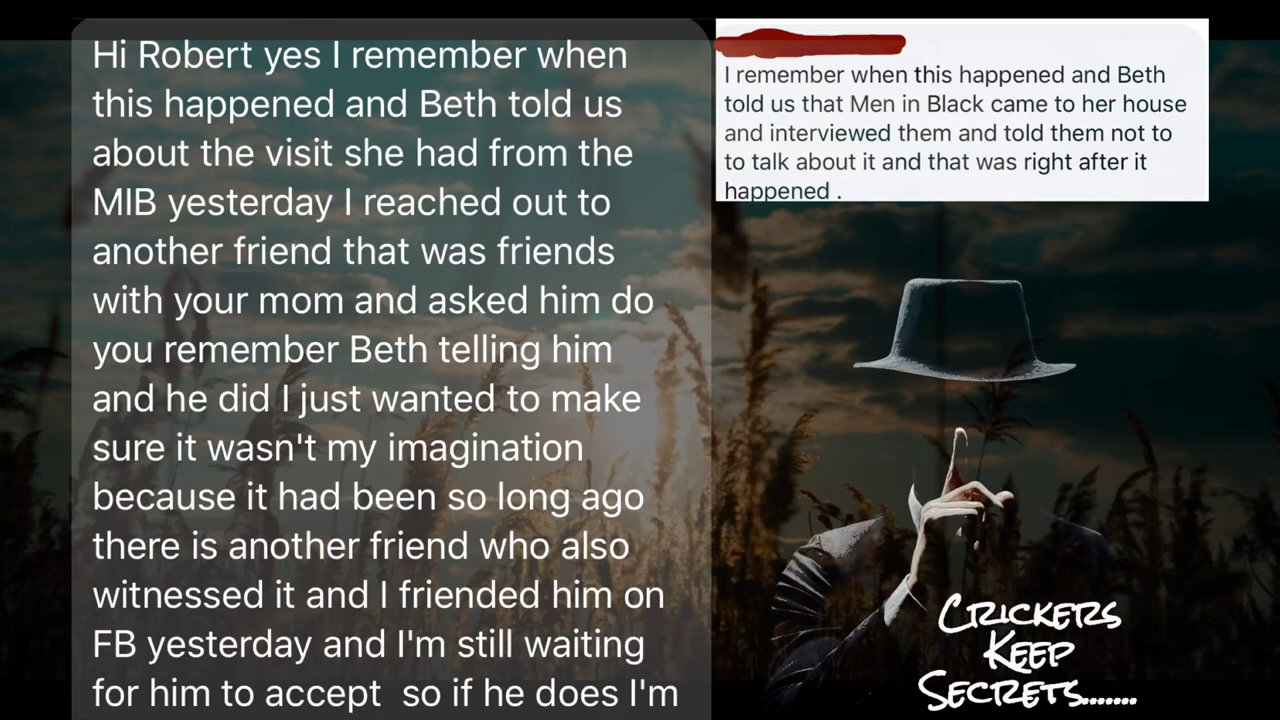 Hi Robert yes I remember when
this happened and Beth told us
about the visit she had from the
MIB yesterday I reached out to
another friend that was friends
with your mom and asked him do
you remember Beth telling him
and he did I just wanted to make
sure it wasn't my imagination
because it had been so long ago
there is another friend who also
witnessed it and I friended him on
FB yesterday and I'm still waiting
for him to accept  so if he does I'm
I remember when this happened and Beth
told us that Men in Black came to her house
and interviewed them and told them not to
to talk about it and that was right after it
happened .
Crickers
Keep
Secrets.......